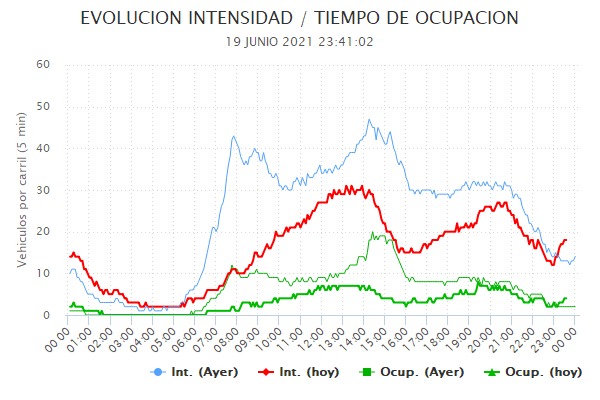 EVOLUCION INTENSIDAD / TIEMPO DE OCUPACION
19 JUNIO 2021 23:41:02
Vehiculos por carril (5 min)
60
50
40
30
20
10
0
00:00 01:00 02:00 03:00 04:00 05:00 06:00 07:00 08:00 09:00 10:00 11:00 12:00 13:00 14:00 15:00 16:00 17:00 18:00 19:00 20:00 21:00 22:00 23:00 00:00
Int. (Ayer) Int. (hoy) Ocup. (Ayer) Ocup. (hoy)